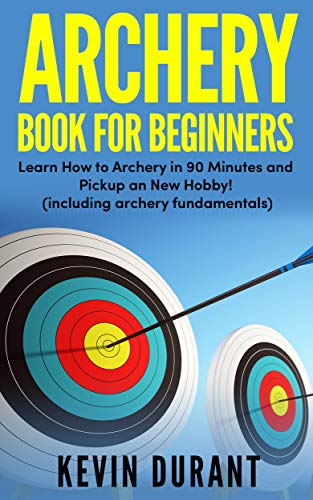 ARCHERY
BOOK FOR BEGINNERS
Learn How to Archery in 90 Minutes and
Pickup an New Hobby!
(including archery fundamentals)
KEVIN DURANT